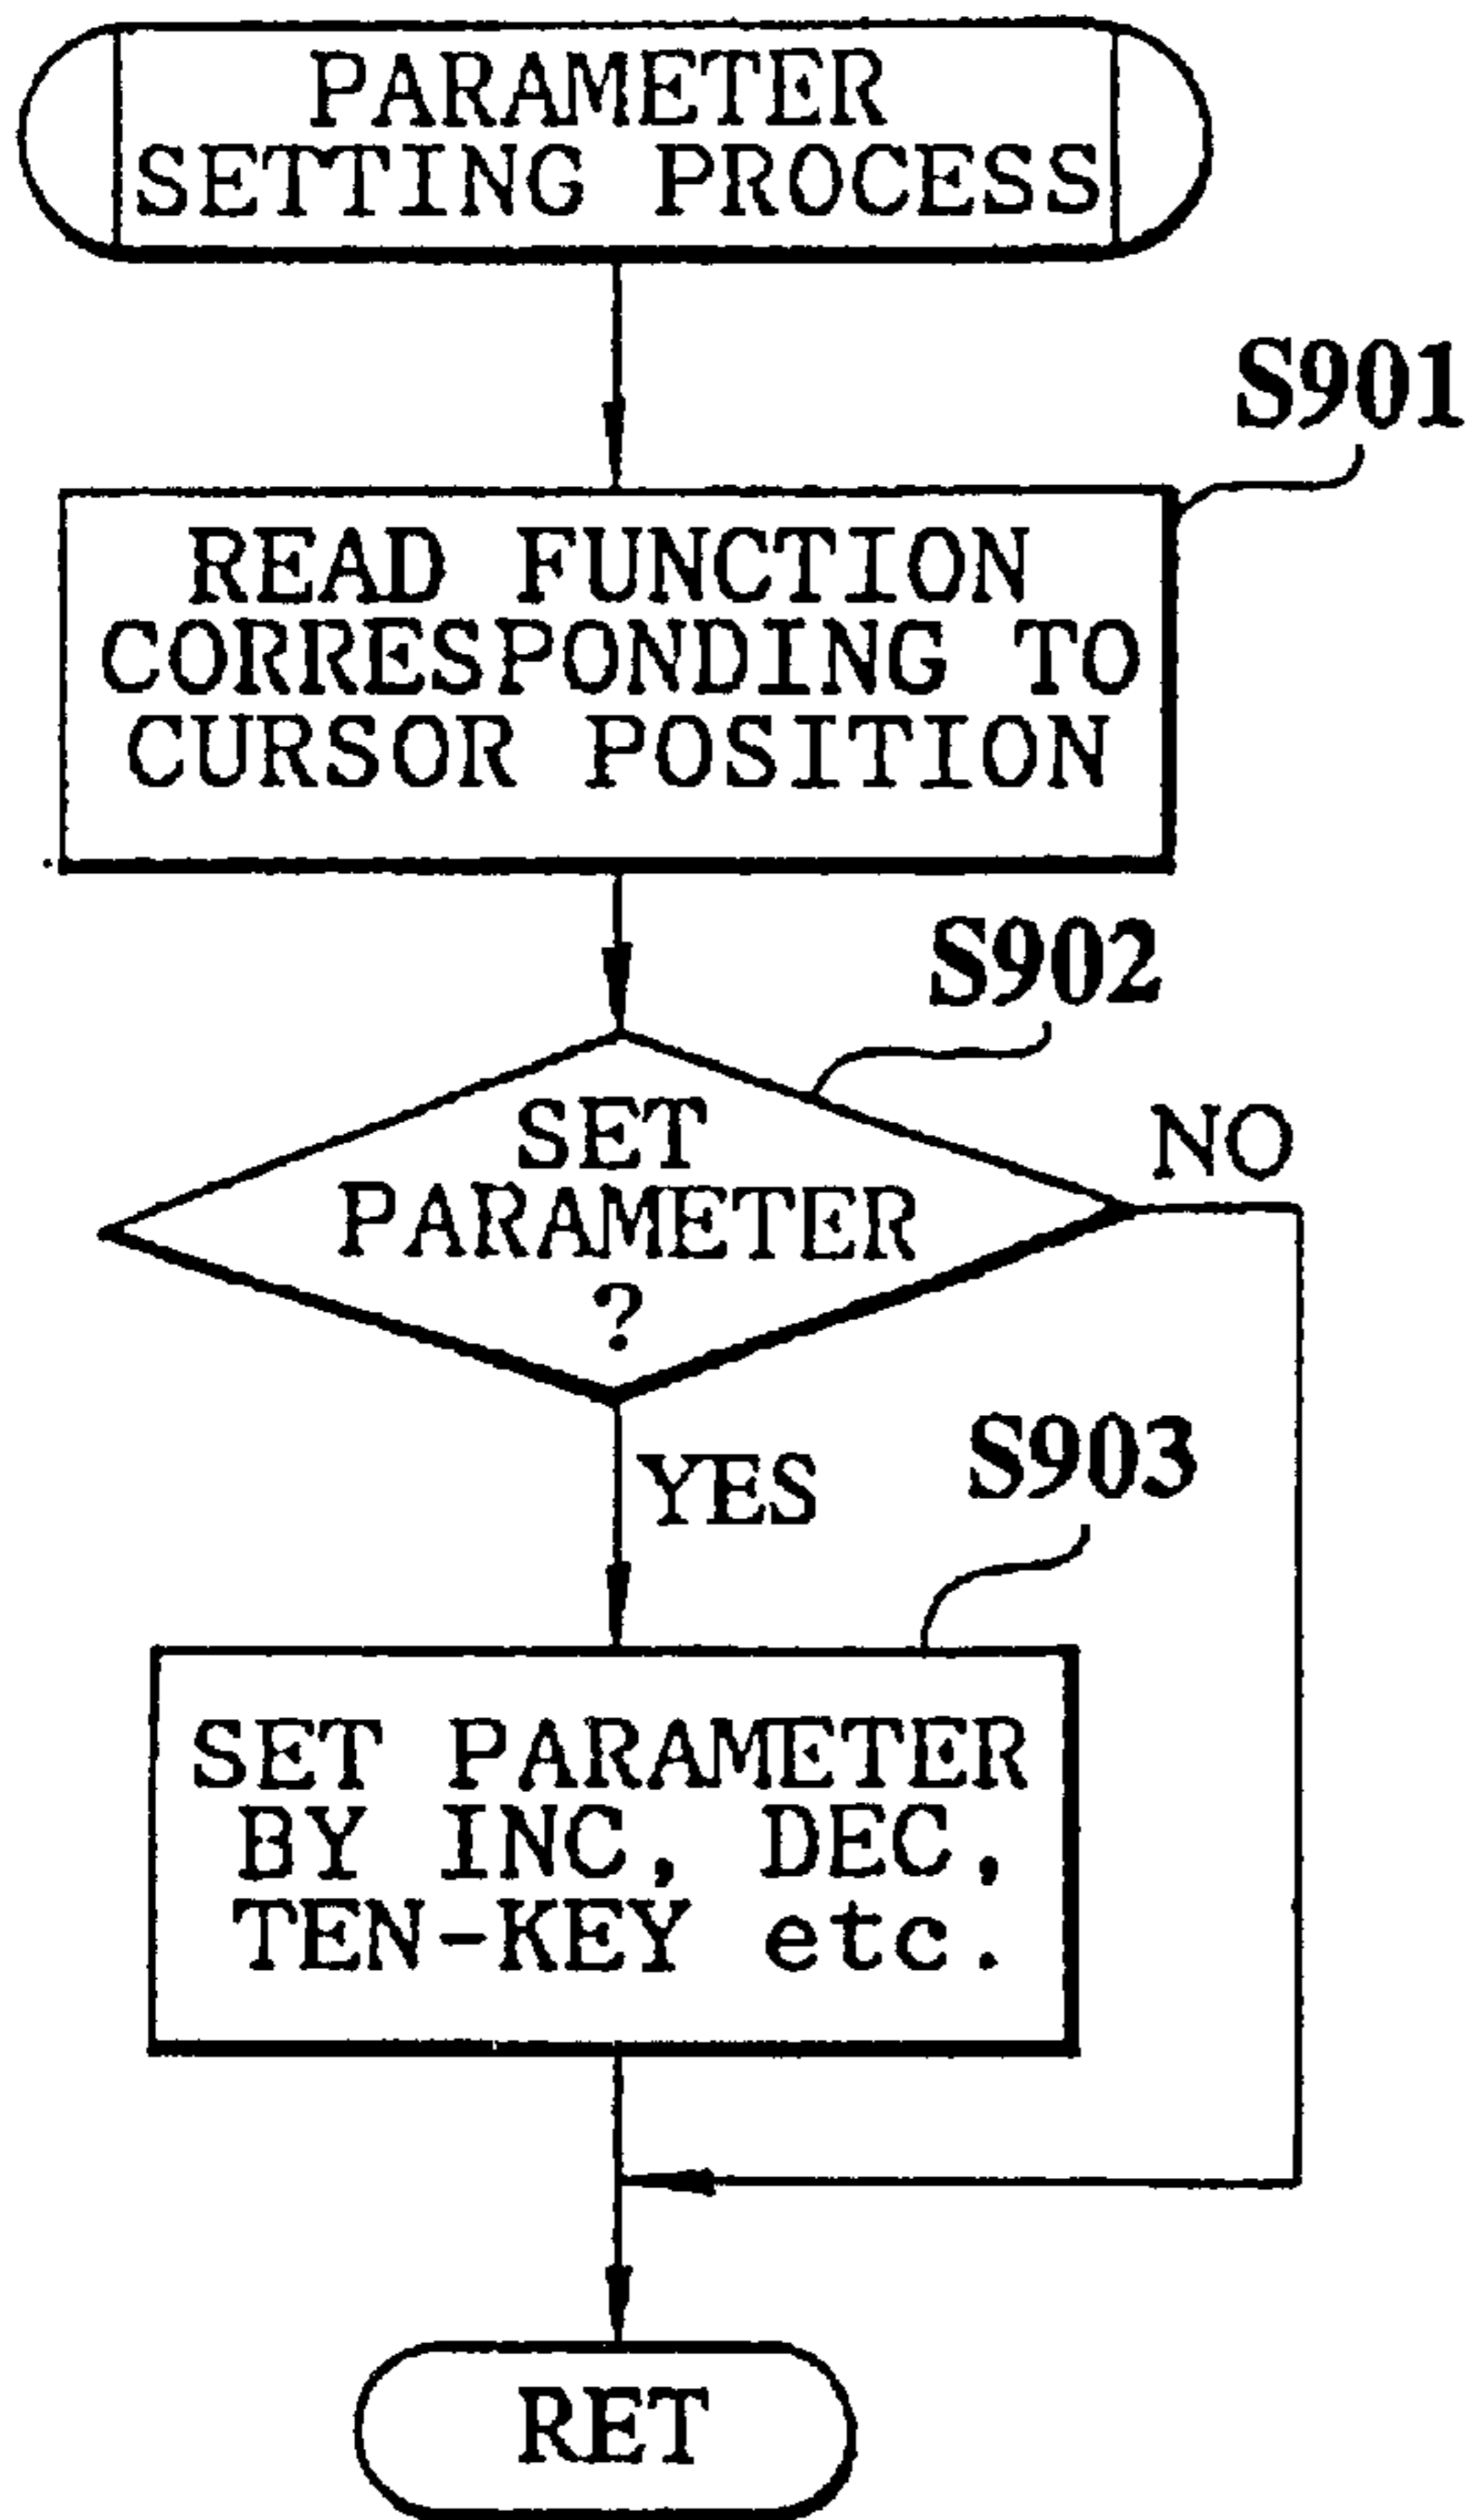 PARAMETER
SETTING PROCESS
S901
READ FUNCTION
CORRESPONDING TO
CURSOR POSITION
S902
SET
PARAMETER
?
NO
YES
S903
SET PARAMETER
BY INC, DEC,
TEN-KEY etc.
RET